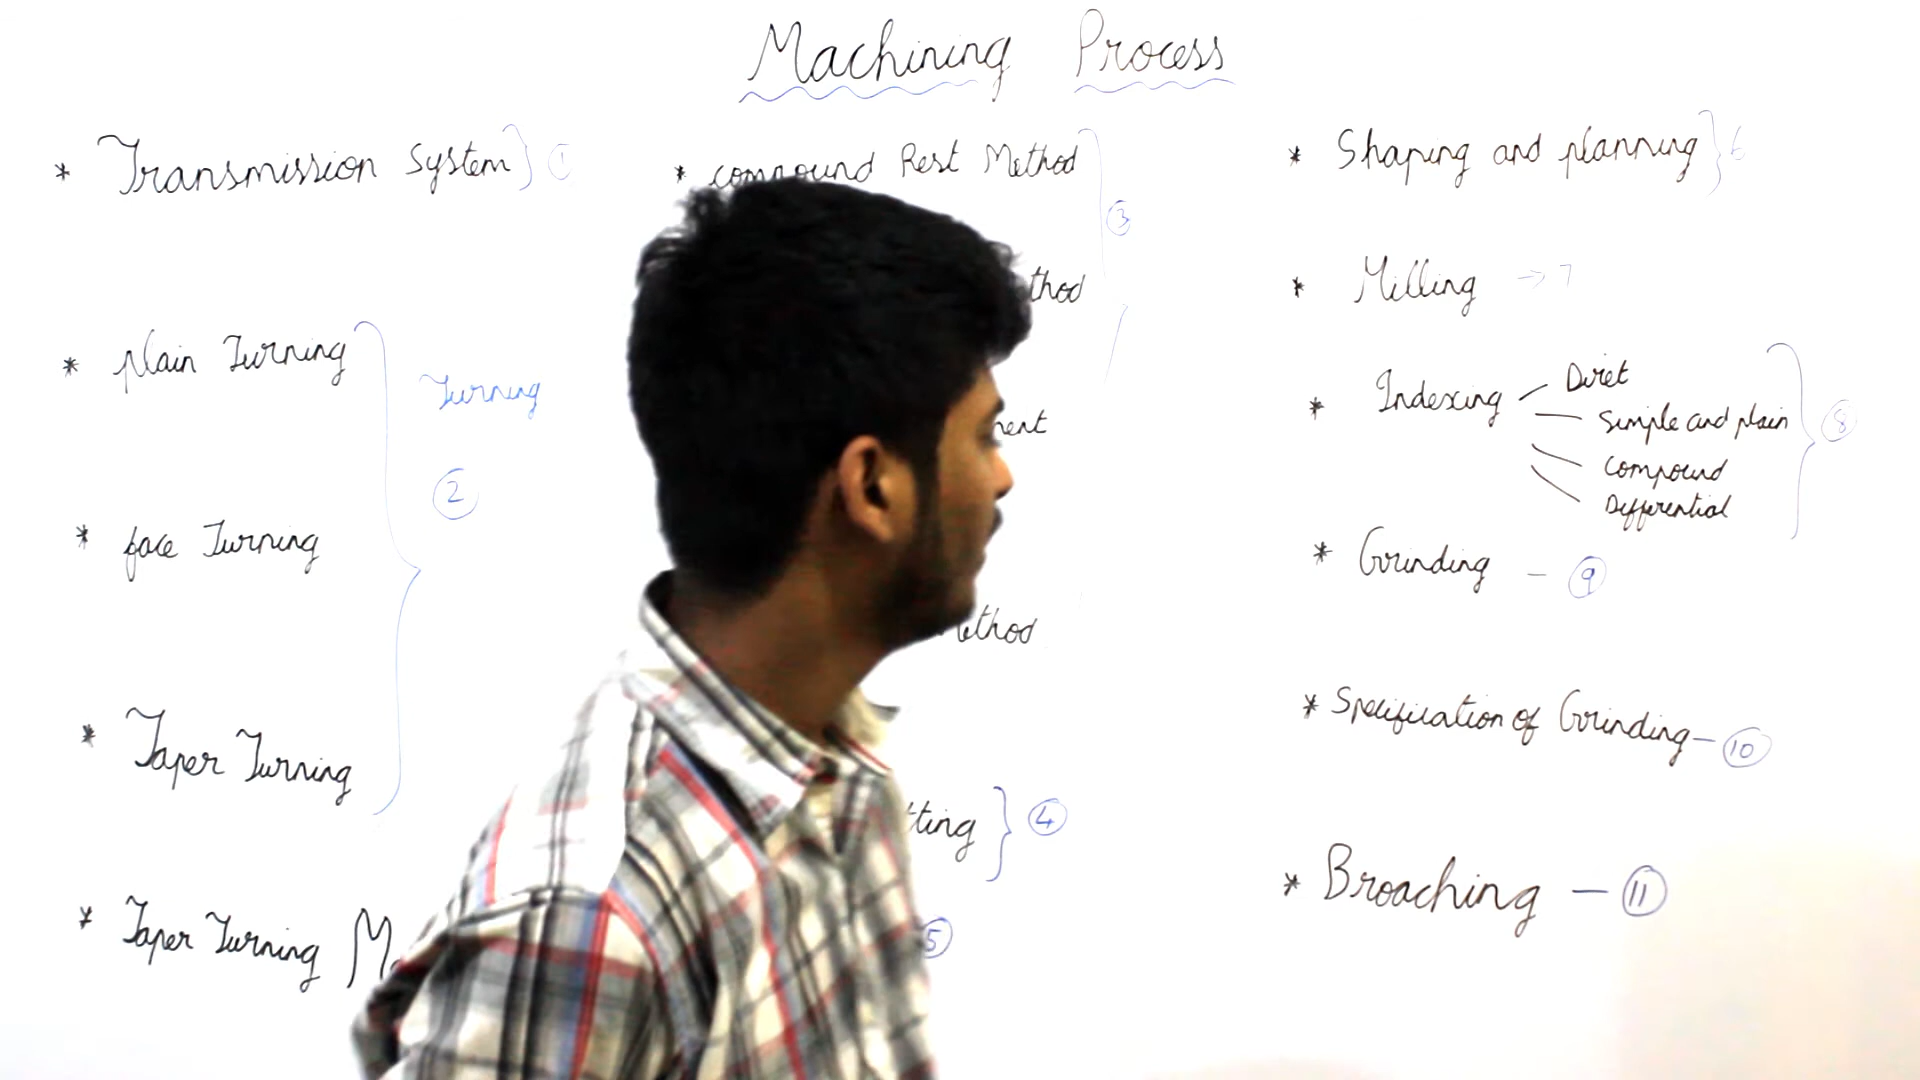 Machining Process
* Transmission System } ①
* plain Turning
Turning
②
* face Turning
* Taper Turning
* Taper Turning
* compound Rest Method
③
* Shaping and planning } 6
* Milling → 7
* Indexing
Diret
Simple and plain
compound
Differential
⑧
* Grinding - ⑨
* Specification of Grinding - ⑩
④
⑤
* Broaching - ⑪